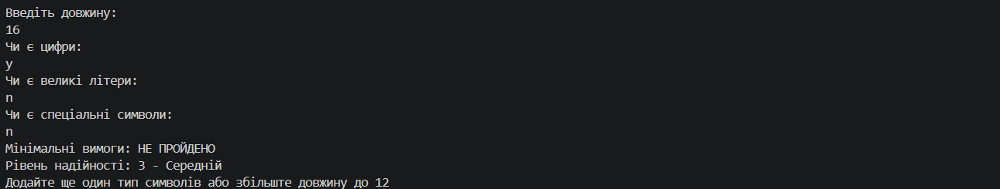 Введіть довжину:
16
Чи є цифри:
y
Чи є великі літери:
n
Чи є спеціальні символи:
n
Мінімальні вимоги: НЕ ПРОЙДЕНО
Рівень надійності: 3 - Середній
Додайте ще один тип символів або збільште довжину до 12